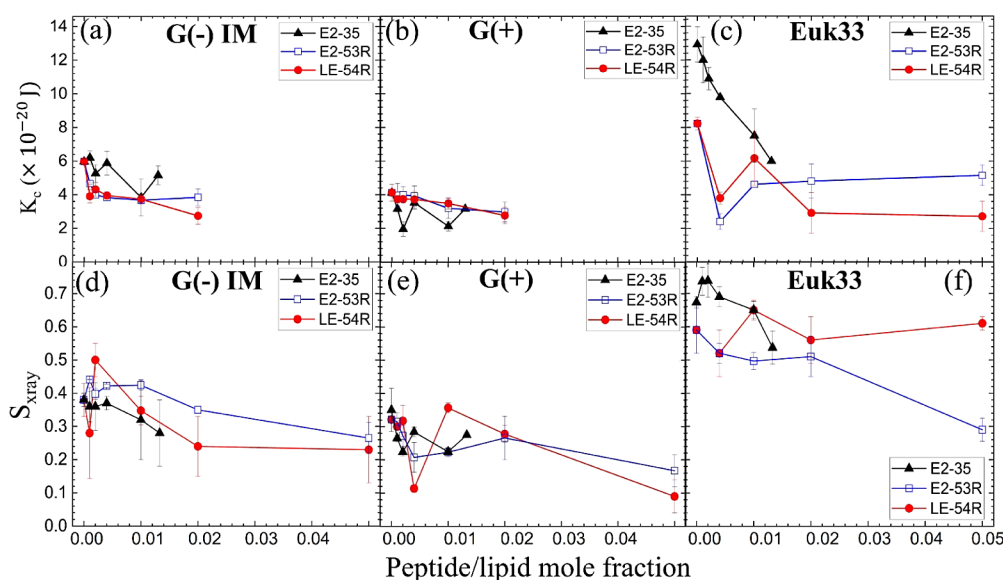 (a) G(-) IM
E2-35
E2-53R
LE-54R
(b) G(+)
E2-35
E2-53R
LE-54R
(c) Euk33
E2-35
E2-53R
LE-54R
14
12
10
8
6
4
2
0
K_c (× 10^{-20} J)
(d) G(-) IM
E2-35
E2-53R
LE-54R
(e) G(+)
E2-35
E2-53R
LE-54R
Euk33 (f)
E2-35
E2-53R
LE-54R
0.7
0.6
0.5
0.4
0.3
0.2
0.1
0.0
S_{xray}
0.00 0.01 0.02 0.03 0.04 0.00 0.01 0.02 0.03 0.04 0.00 0.01 0.02 0.03 0.04 0.05
Peptide/lipid mole fraction